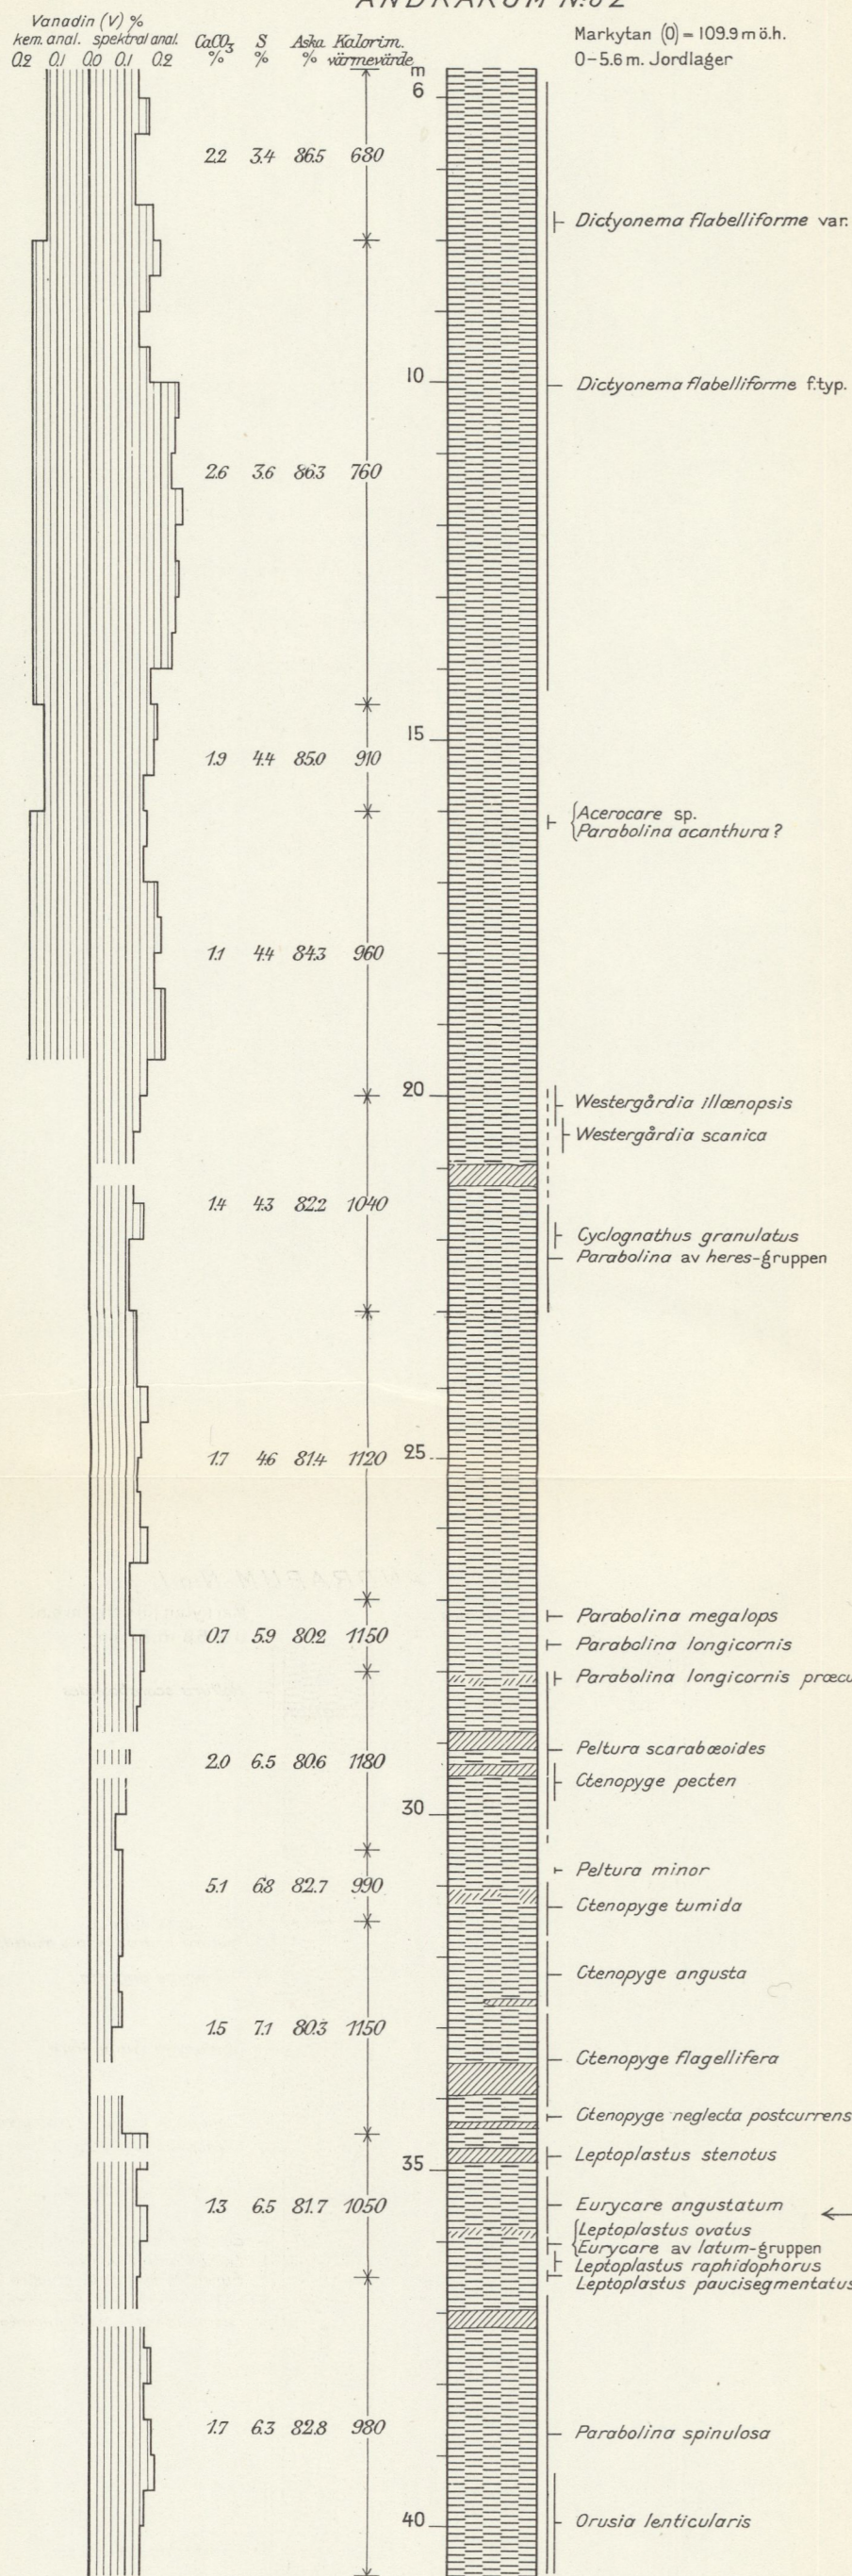 ANDRARUM N:o 2
Vanadin (V) %
kem. anal. spektral anal.
0.2 0.1 0.0 0.1 0.2
CaCO3 %
S %
Aska %
Kalorim. värmevärde
Markytan (0) = 109.9 m ö.h.
0-5.6 m. Jordlager
m
6
2.2 3.4 86.5 680
Dictyonema flabelliforme var.
10
Dictyonema flabelliforme f.typ.
2.6 3.6 86.3 760
15
1.9 4.4 85.0 910
{Acerocare sp.
{Parabolina acanthura?
1.1 4.4 84.3 960
20
Westergårdia illænopsis
Westergårdia scanica
1.4 4.3 82.2 1040
Cyclognathus granulatus
Parabolina av heres-gruppen
1.7 4.6 81.4 1120
25
Parabolina megalops
0.7 5.9 80.2 1150
Parabolina longicornis
Parabolina longicornis præcu
Peltura scarabæoides
2.0 6.5 80.6 1180
Ctenopyge pecten
30
Peltura minor
5.1 6.8 82.7 990
Ctenopyge tumida
Ctenopyge angusta
1.5 7.1 80.3 1150
Ctenopyge flagellifera
Ctenopyge neglecta postcurrens
Leptoplastus stenotus
35
1.3 6.5 81.7 1050
Eurycare angustatum
{Leptoplastus ovatus
{Eurycare av latum-gruppen
Leptoplastus raphidophorus
Leptoplastus paucisegmentatus
1.7 6.3 82.8 980
Parabolina spinulosa
40
Orusia lenticularis